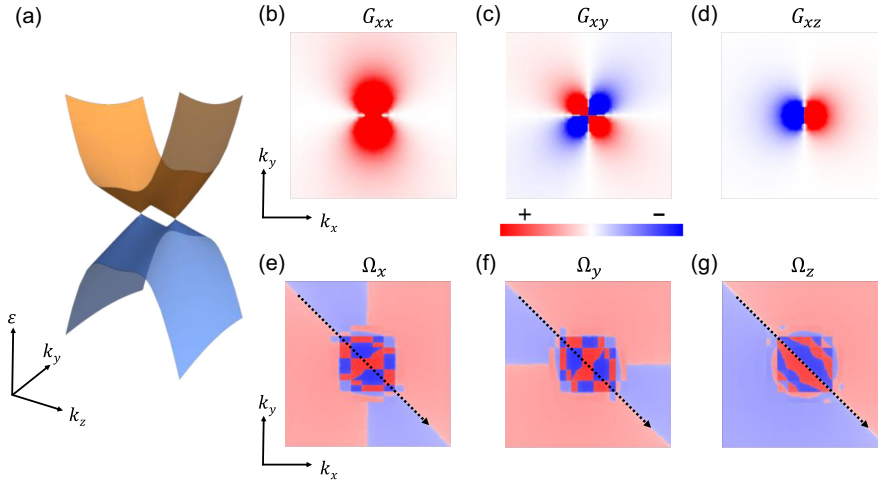 (a)
(b)
G_xx
(c)
G_xy
(d)
G_xz
k_y
k_x
+
−
ε
k_y
k_z
(e)
Ω_x
(f)
Ω_y
(g)
Ω_z
k_y
k_x